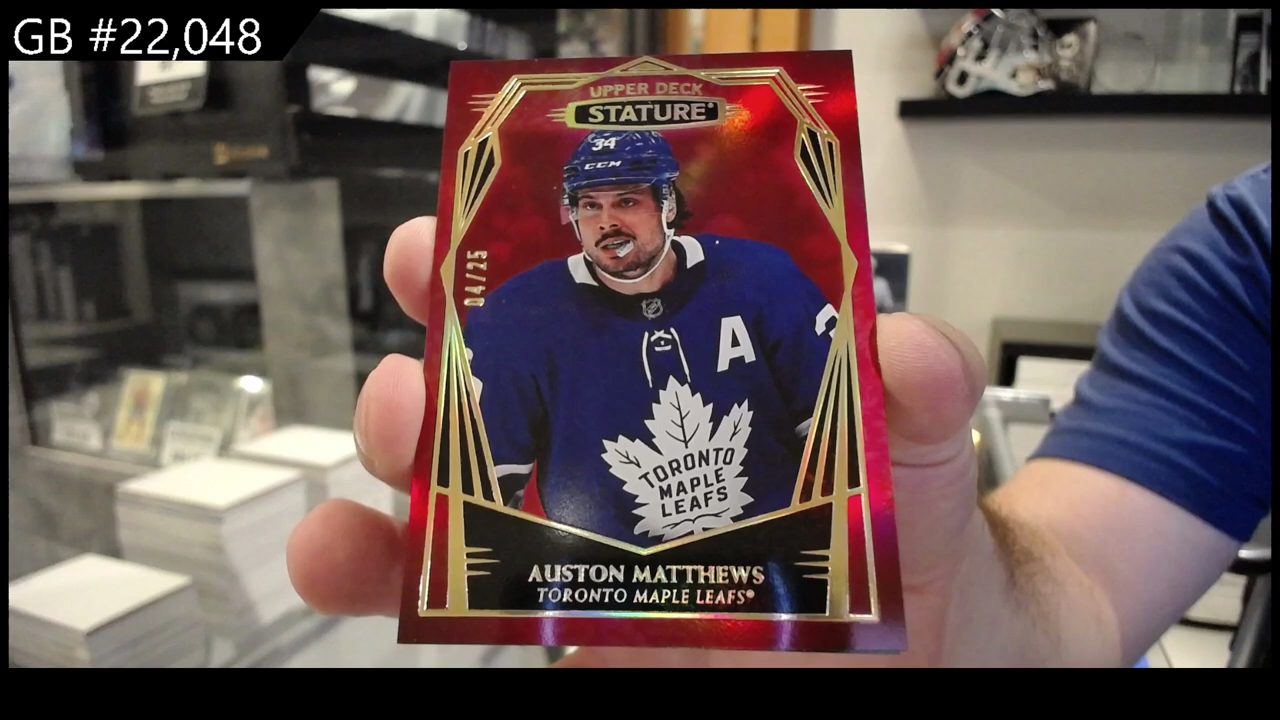 GB #22,048
UPPER DECK
STATURE®
34
CCM
04/25
A
TORONTO
MAPLE
LEAFS
AUSTON MATTHEWS
TORONTO MAPLE LEAFS®